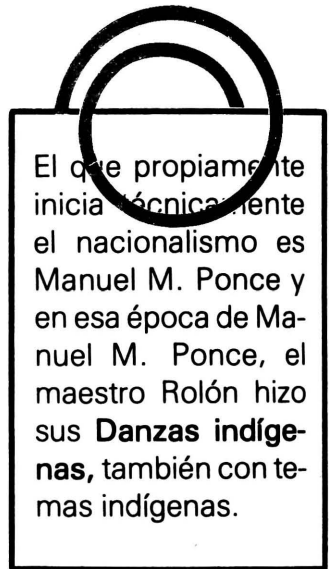 El que propiamente
inicia técnicamente
el nacionalismo es
Manuel M. Ponce y
en esa época de Ma-
nuel M. Ponce, el
maestro Rolón hizo
sus Danzas indíge-
nas, también con te-
mas indígenas.